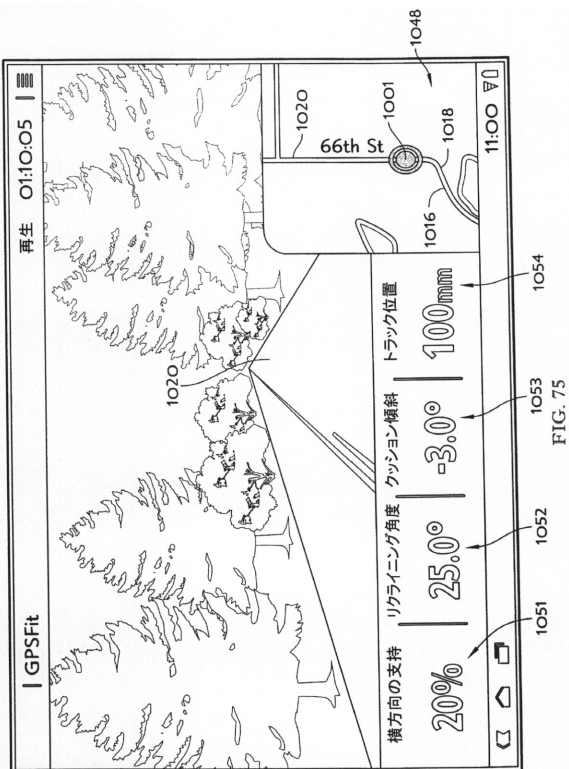 | GPSFit
再生 01:10:05
1020
1020
66th St
1001
1018
1016
1048
横方向の支持
リクライニング角度
クッション傾斜
トラック位置
20%
25.0°
-3.0°
100mm
11:00
1051
1052
1053
1054
FIG. 75